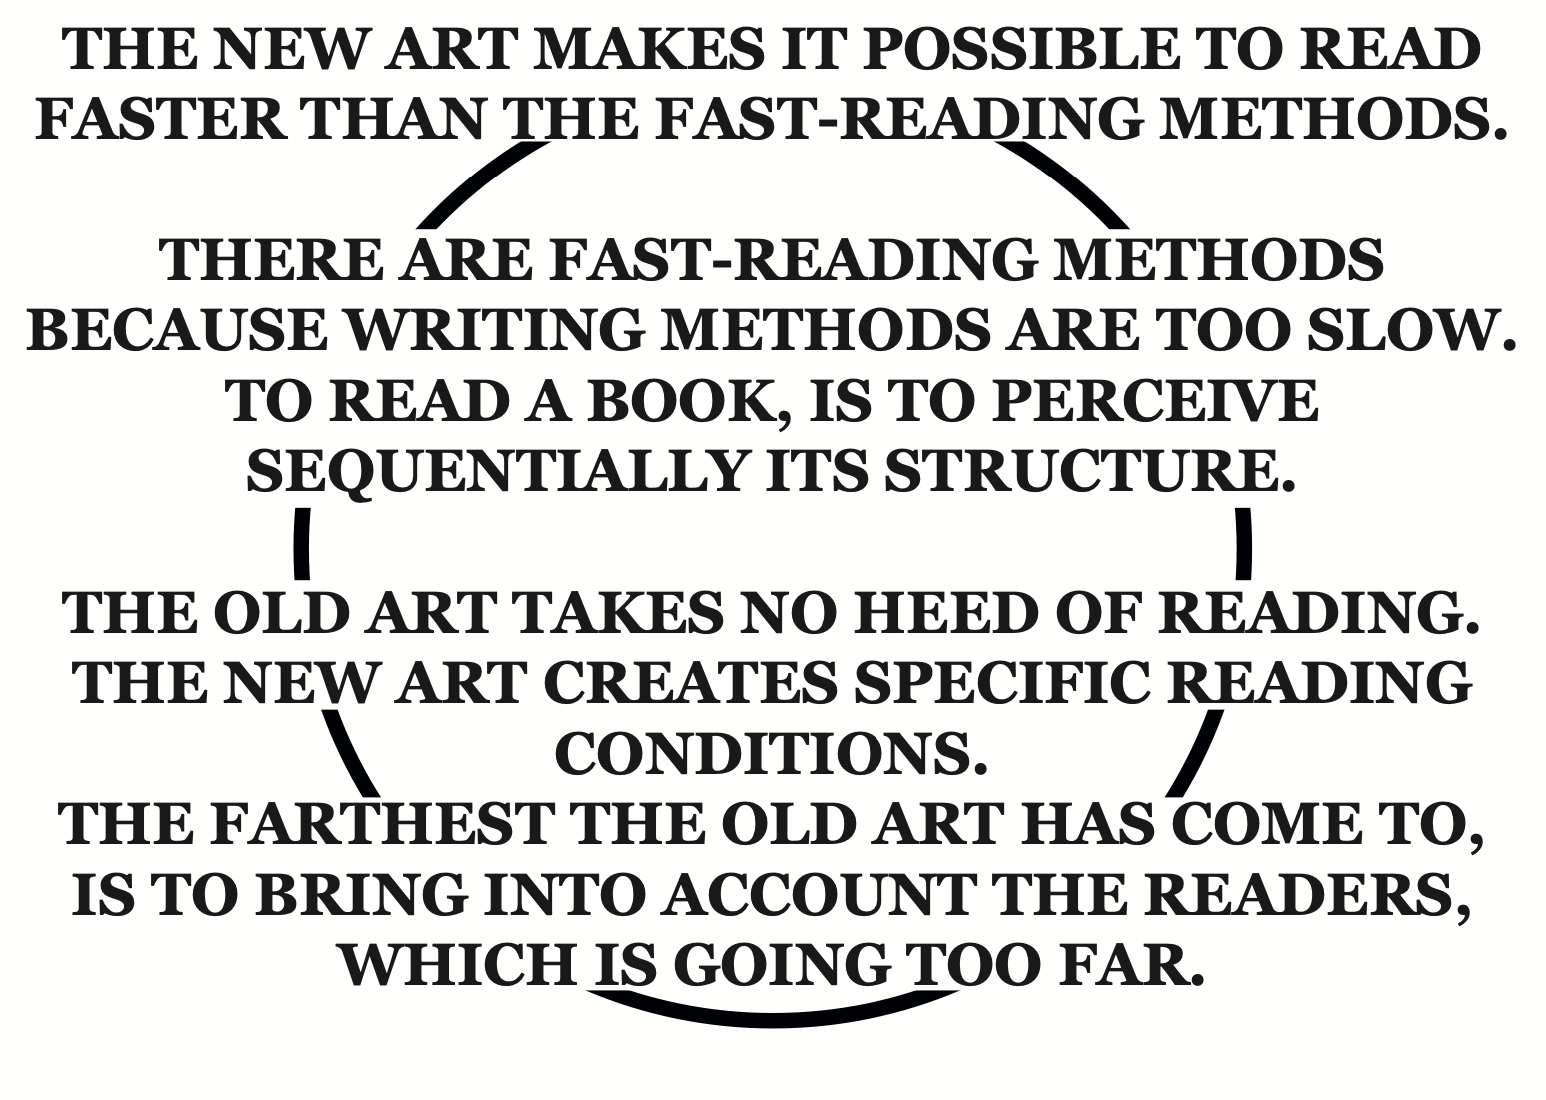 THE NEW ART MAKES IT POSSIBLE TO READ
FASTER THAN THE FAST-READING METHODS.
THERE ARE FAST-READING METHODS
BECAUSE WRITING METHODS ARE TOO SLOW.
TO READ A BOOK, IS TO PERCEIVE
SEQUENTIALLY ITS STRUCTURE.
THE OLD ART TAKES NO HEED OF READING.
THE NEW ART CREATES SPECIFIC READING
CONDITIONS.
THE FARTHEST THE OLD ART HAS COME TO,
IS TO BRING INTO ACCOUNT THE READERS,
WHICH IS GOING TOO FAR.